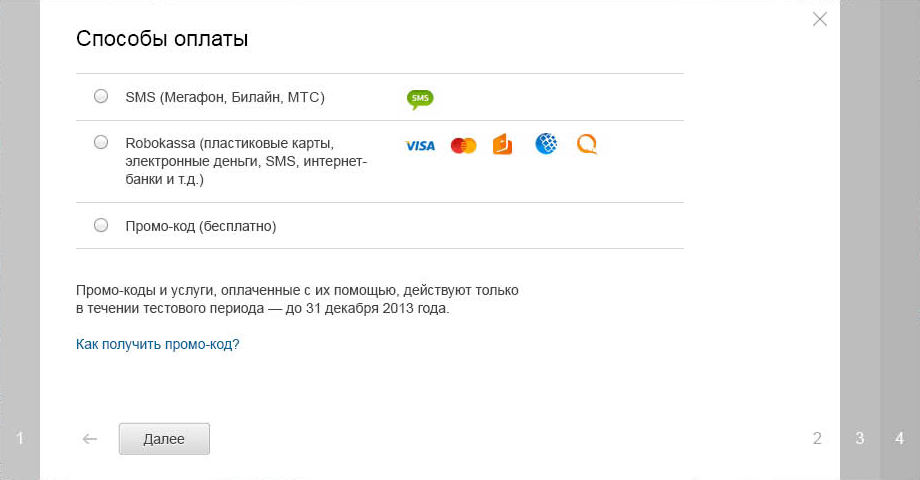 Способы оплаты
SMS (Мегафон, Билайн, МТС)
SMS
Robokassa (пластиковые карты,
электронные деньги, SMS, интернет-
банки и т.д.)
VISA
Промо-код (бесплатно)
Промо-коды и услуги, оплаченные с их помощью, действуют только
в течении тестового периода — до 31 декабря 2013 года.
Как получить промо-код?
1
Далее
2
3
4